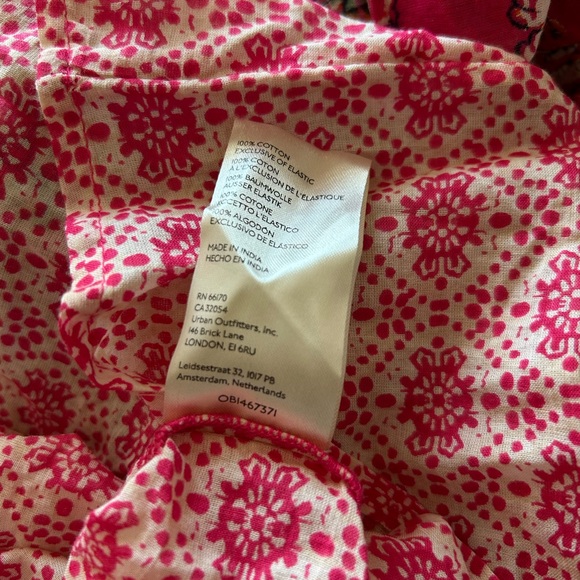 100% COTTON
EXCLUSIVE OF ELASTIC
100% COTON
A L'EXCLUSION DE L'ÉLASTIQUE
100% BAUMWOLLE
AUSSER ELASTIK
100% COTONE
ECCETTO L'ELASTICO
100% ALGODÓN
EXCLUSIVO DE ELÁSTICO
MADE IN INDIA
HECHO EN INDIA
RN 66170
CA 32054
Urban Outfitters, Inc.
146 Brick Lane
LONDON, E1 6RU
Leidsestraat 32, 1017 PB
Amsterdam, Netherlands
OB1467371